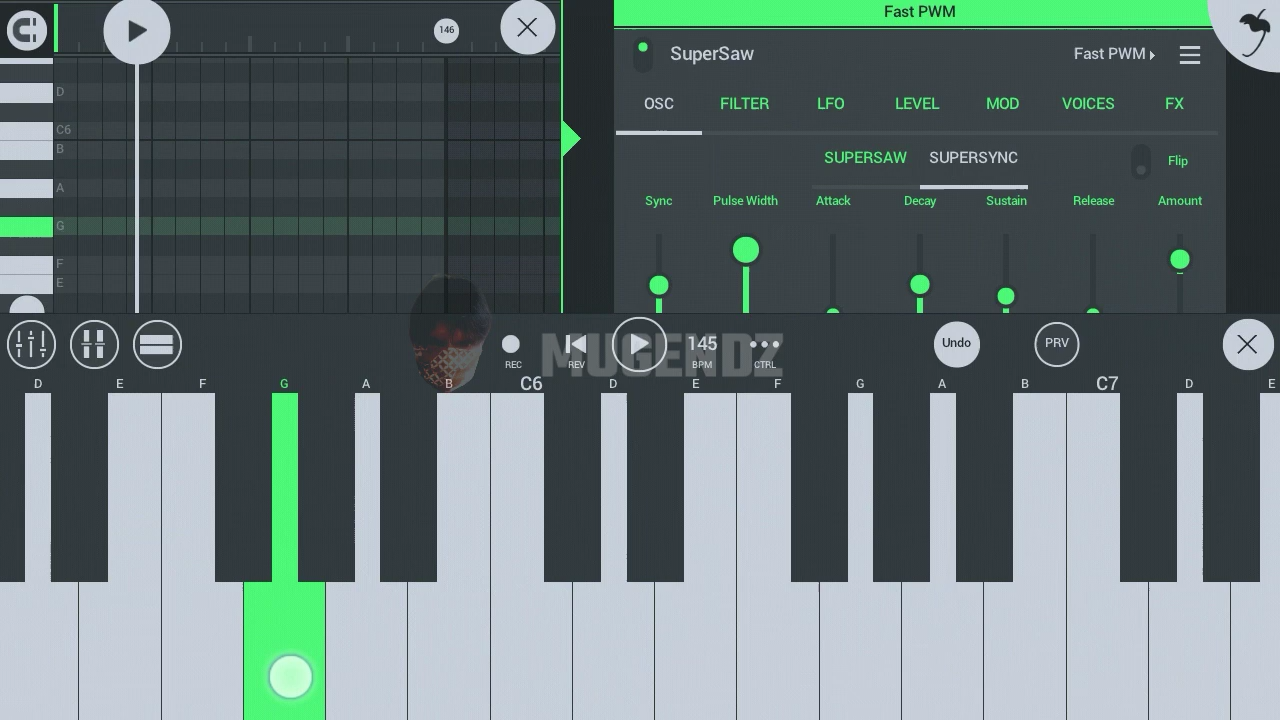 Fast PWM
146
SuperSaw
Fast PWM
OSC FILTER LFO LEVEL MOD VOICES FX
SUPERSAW SUPERSYNC Flip
Sync Pulse Width Attack Decay Sustain Release Amount
D
C6
B
A
G
F
E
MUGENDZ
REC REV 145 BPM CTRL Undo PRV
D E F G A B C6 D E F G A B C7 D E